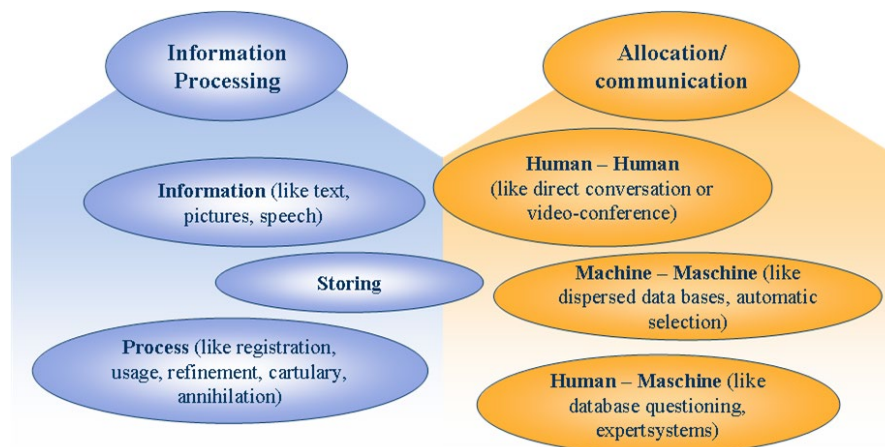 Information
Processing
Information (like text,
pictures, speech)
Storing
Process (like registration,
usage, refinement, cartulary,
annihilation)
Allocation/
communication
Human – Human
(like direct conversation or
video-conference)
Machine – Maschine (like
dispersed data bases, automatic
selection)
Human – Maschine (like
database questioning,
expertsystems)